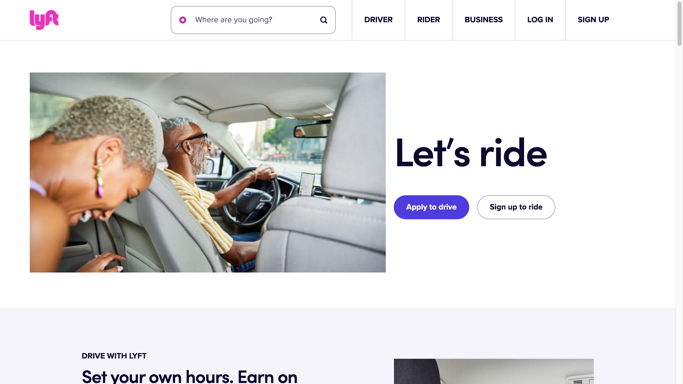 lyft
Where are you going?
DRIVER
RIDER
BUSINESS
LOG IN
SIGN UP
Let's ride
Apply to drive
Sign up to ride
DRIVE WITH LYFT
Set your own hours. Earn on